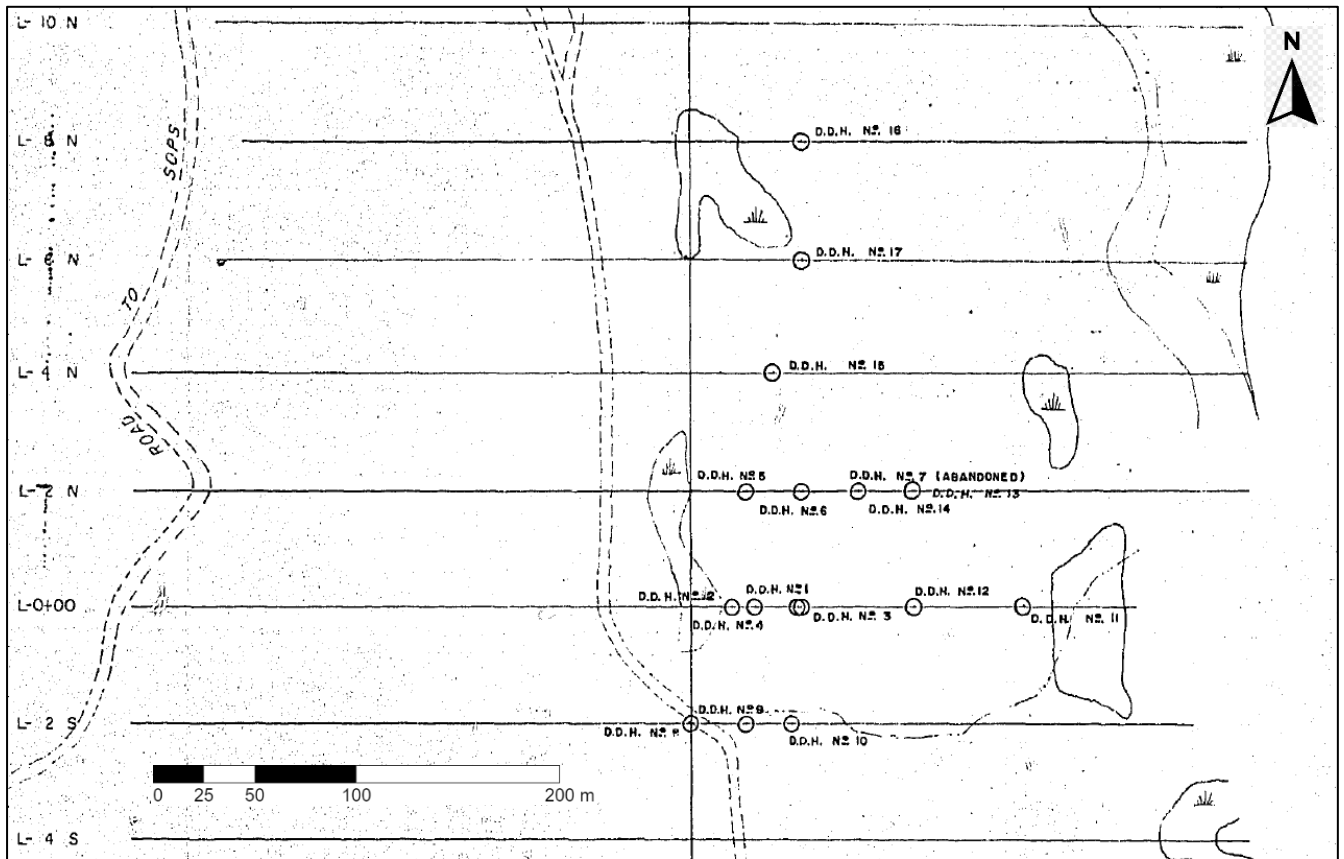 L- 10 N
N
L- 8 N
D.D.H. Nº. 16
SOPS
L- 6 N
D.D.H. Nº. 17
TO
L- 4 N
D.D.H. Nº. 15
ROAD
D.D.H. Nº. 5
D.D.H. Nº. 7 (ABANDONED)
L- 2 N
D.D.H. Nº. 13
D.D.H. Nº. 6
D.D.H. Nº. 14
D.D.H. Nº. 2
D.D.H. Nº. 1
D.D.H. Nº. 12
L-0+00
D.D.H. Nº. 4
D.D.H. Nº. 3
D.D.H. Nº. 11
D.D.H. Nº. 9
L- 2 S
D.D.H. Nº. 8
D.D.H. Nº. 10
0 25 50 100 200 m
L- 4 S